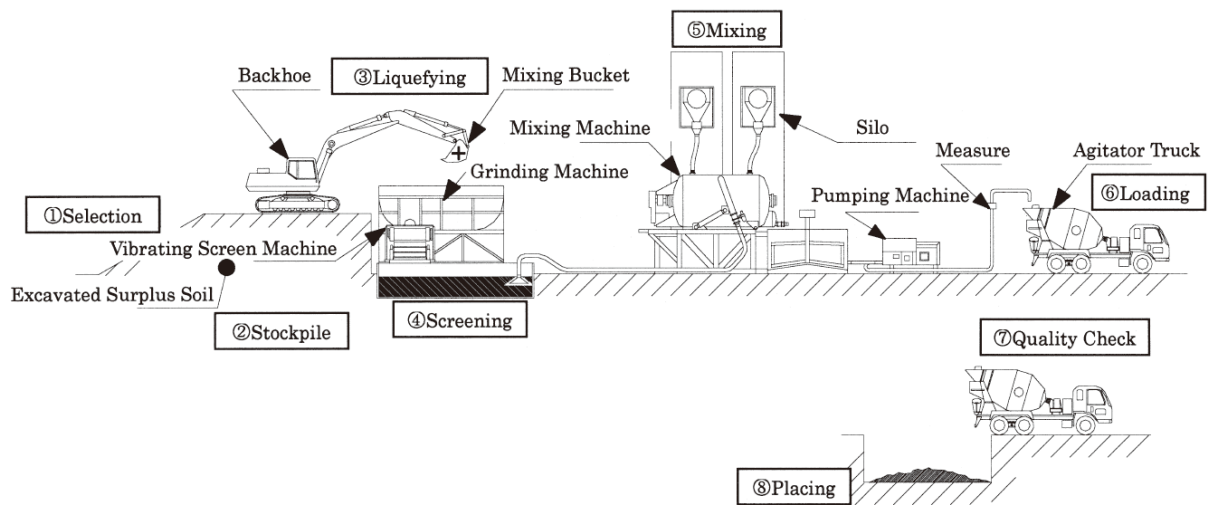 ⑤Mixing
Backhoe
③Liquefying
Mixing Bucket
Mixing Machine
Silo
Grinding Machine
Measure
Agitator Truck
Pumping Machine
⑥Loading
①Selection
Vibrating Screen Machine
Excavated Surplus Soil
②Stockpile
④Screening
⑦Quality Check
⑧Placing